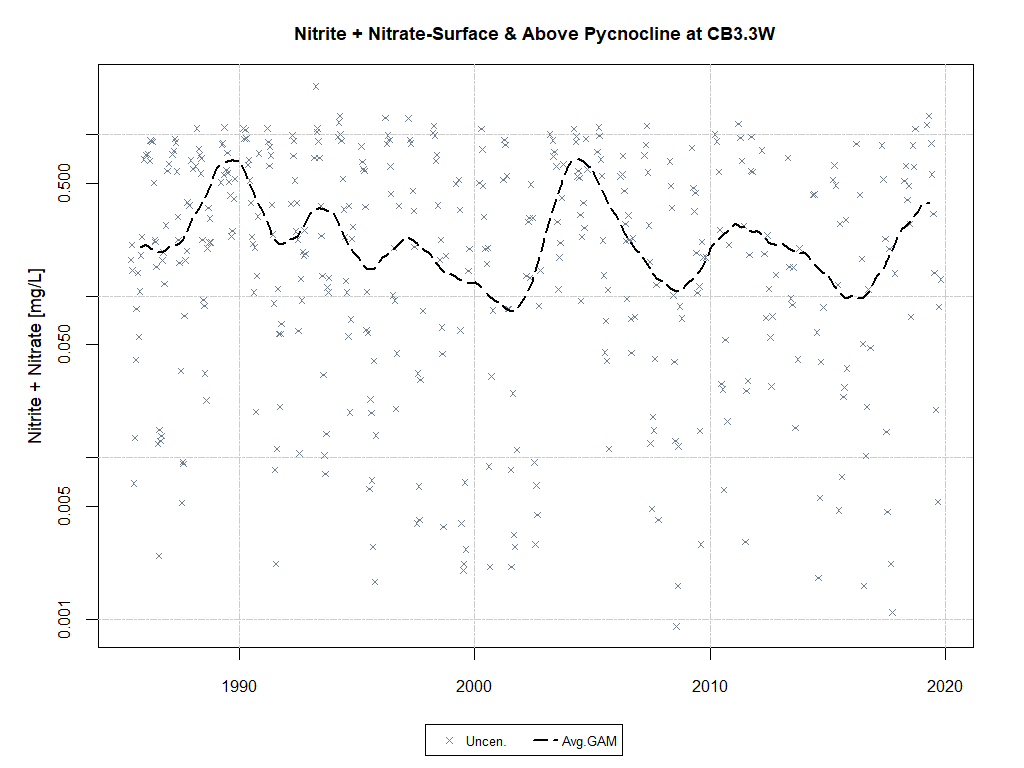 Nitrite + Nitrate-Surface & Above Pycnocline at CB3.3W
Nitrite + Nitrate [mg/L]
0.500
0.050
0.005
0.001
1990 2000 2010 2020
Uncen. Avg.GAM